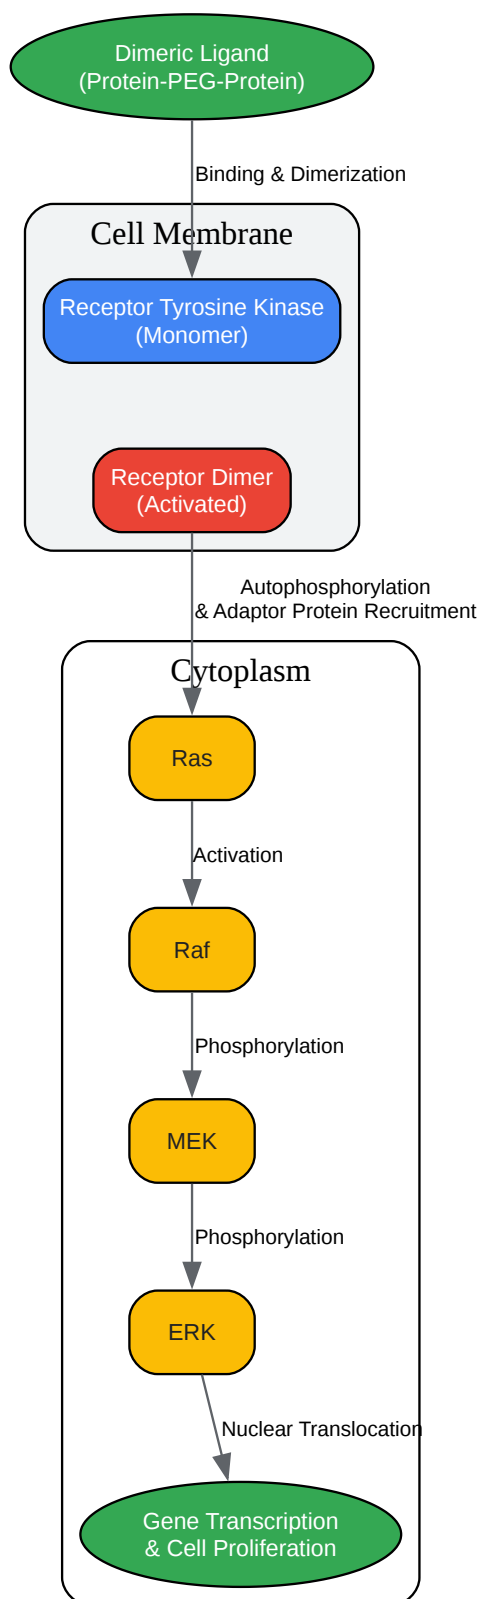 Dimeric Ligand
(Protein-PEG-Protein)
Binding & Dimerization
Cell Membrane
Receptor Tyrosine Kinase
(Monomer)
Receptor Dimer
(Activated)
Autophosphorylation
& Adaptor Protein Recruitment
Cytoplasm
Ras
Activation
Raf
Phosphorylation
MEK
Phosphorylation
ERK
Nuclear Translocation
Gene Transcription
& Cell Proliferation